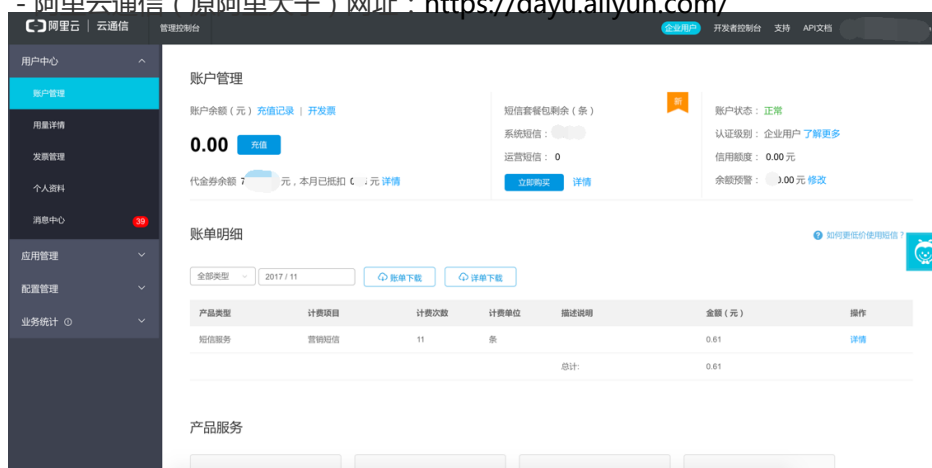 - 阿里云通信（原阿里大于）网址：https://dayu.aliyun.com/
阿里云 | 云通信 管理控制台 企业用户 开发者控制台 支持 API文档
用户中心
账户管理
用量详情
发票管理
个人资料
消息中心 39
应用管理
配置管理
业务统计
账户管理
账户余额（元）充值记录 | 开发票
0.00 充值
代金券余额 7 元，本月已抵扣 元 详情
短信套餐包剩余（条）
新
系统短信：
运营短信： 0
立即购买 详情
账户状态：正常
认证级别：企业用户 了解更多
信用额度： 0.00 元
余额预警： 0.00 元 修改
账单明细
如何更低价使用短信？
全部类型 2017 / 11 账单下载 详单下载
产品类型 计费项目 计费次数 计费单位 描述说明 金额（元） 操作
短信服务 营销短信 11 条 0.61 详情
总计: 0.61
产品服务